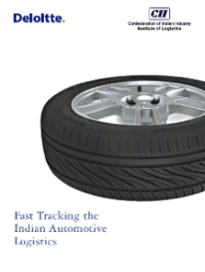 Deloitte.
CII
Confederation of Indian Industry
Institute of Logistics
Fast Tracking the
Indian Automotive
Logistics